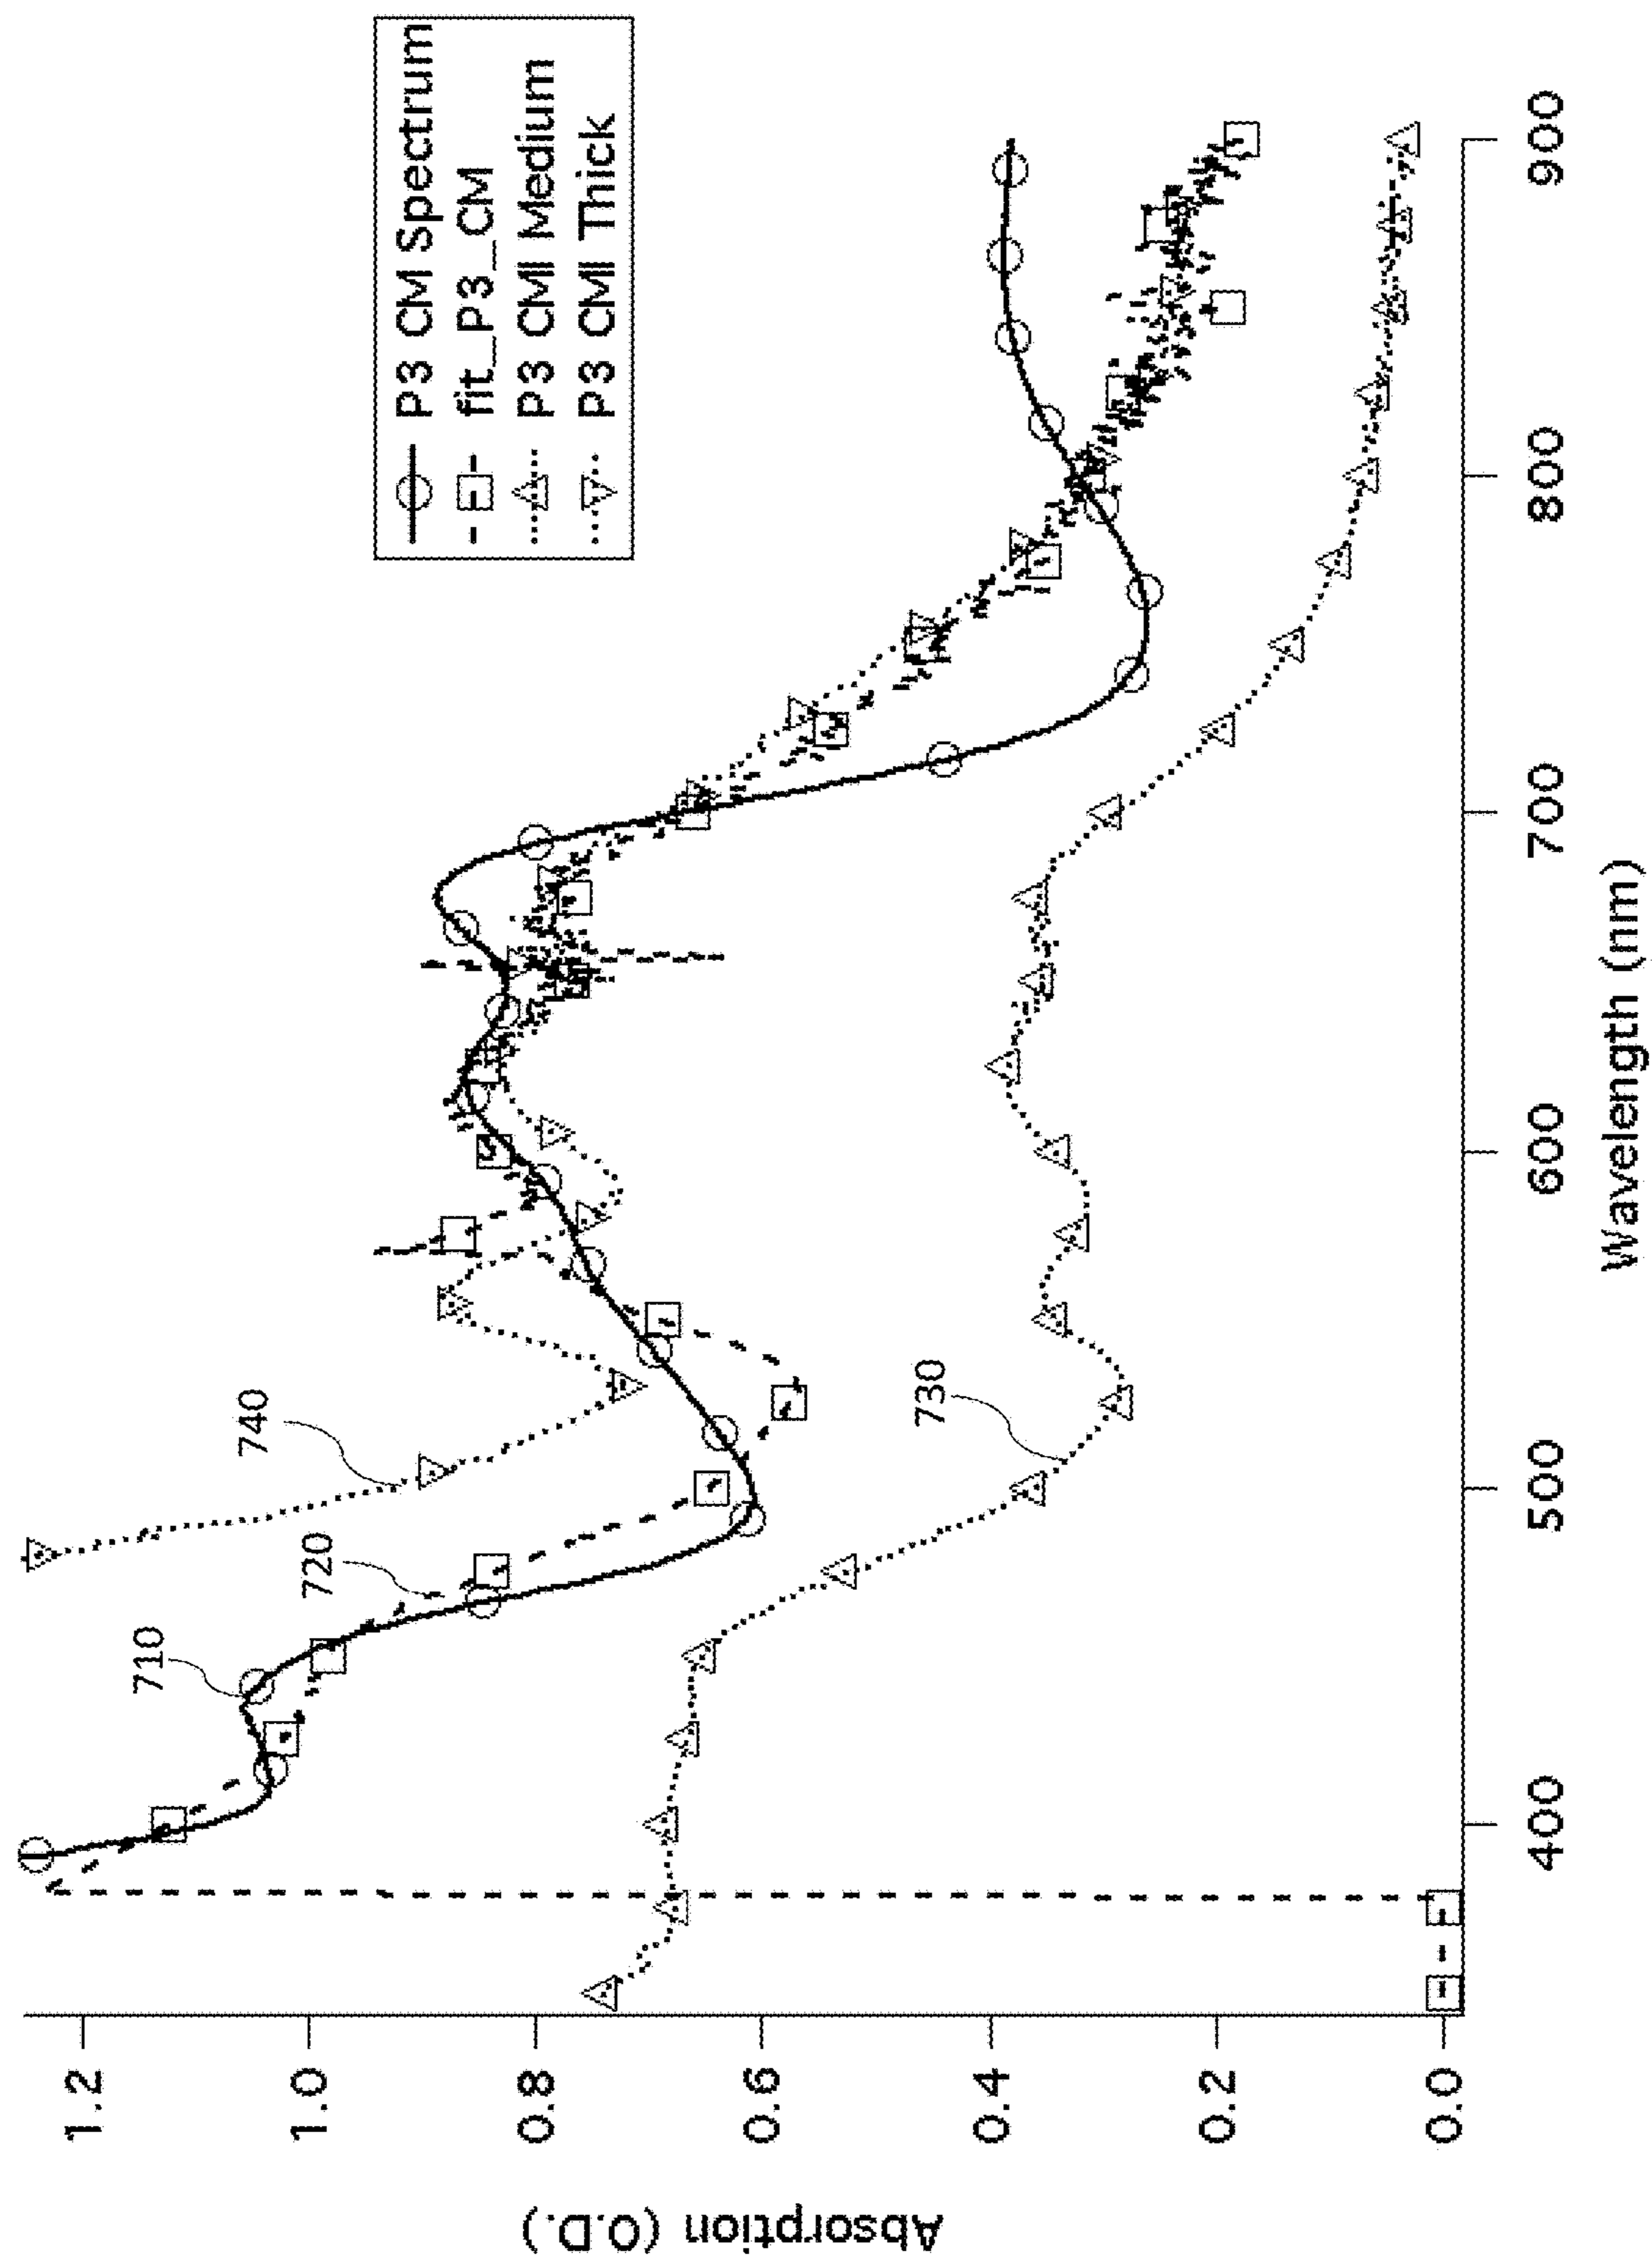 P3 CM Spectrum
fit_P3_CM
P3 CMI Medium
P3 CMI Thick
710
720
730
740
1.2
1.0
0.8
0.6
0.4
0.2
0.0
Absorption (O.D.)
400
500
600
700
800
900
Wavelength (nm)